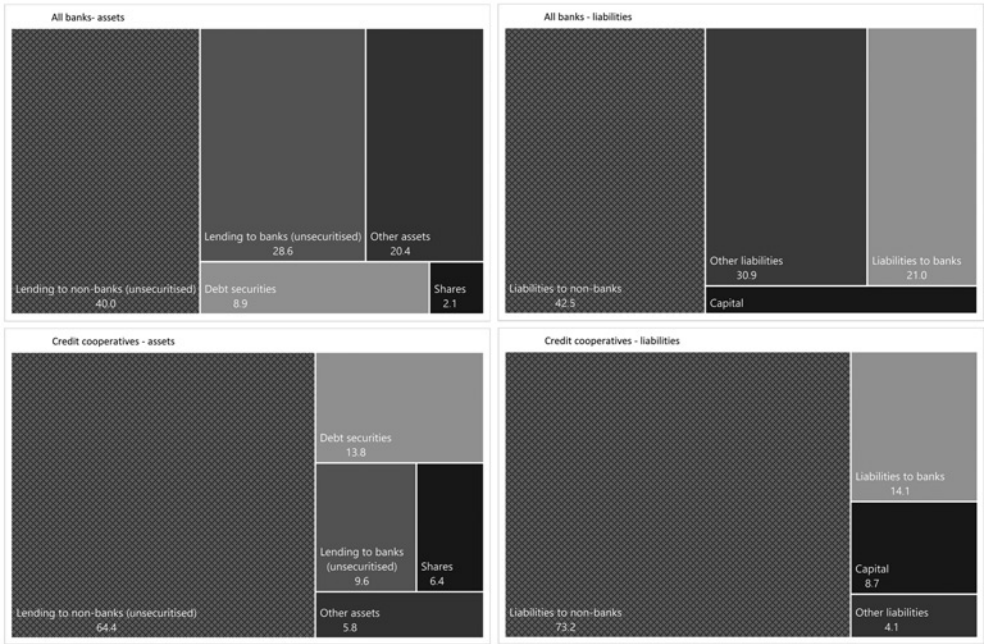 All banks- assets
Lending to non-banks (unsecuritised)
40.0
Lending to banks (unsecuritised)
28.6
Other assets
20.4
Debt securities
8.9
Shares
2.1
All banks - liabilities
Liabilities to non-banks
42.5
Other liabilities
30.9
Liabilities to banks
21.0
Capital
Credit cooperatives - assets
Lending to non-banks (unsecuritised)
64.4
Debt securities
13.8
Lending to banks
(unsecuritised)
9.6
Shares
6.4
Other assets
5.8
Credit cooperatives - liabilities
Liabilities to non-banks
73.2
Liabilities to banks
14.1
Capital
8.7
Other liabilities
4.1